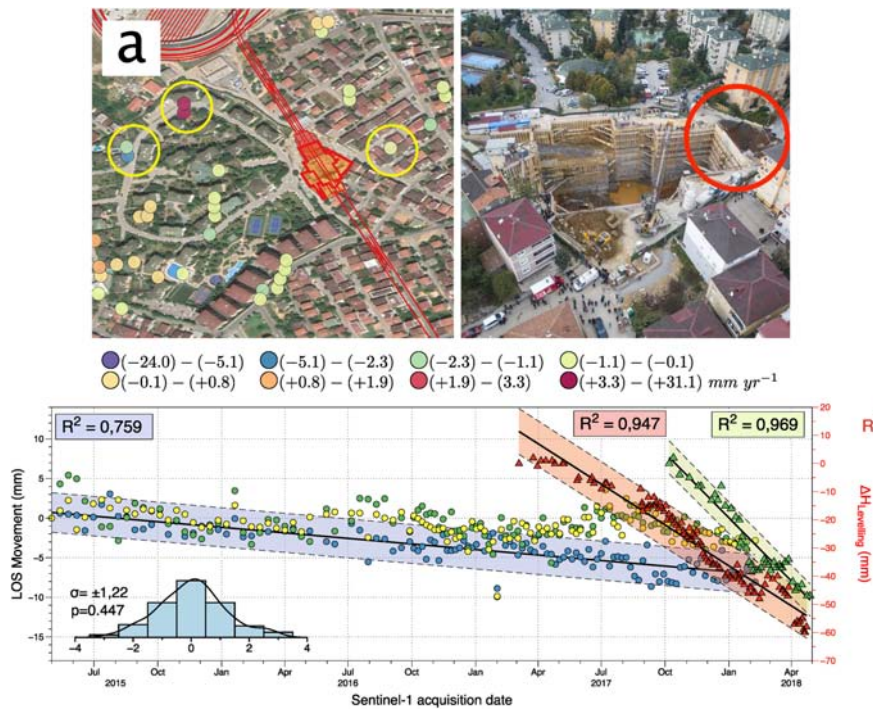 a
(−24.0) − (−5.1) (−5.1) − (−2.3) (−2.3) − (−1.1) (−1.1) − (−0.1)
(−0.1) − (+0.8) (+0.8) − (+1.9) (+1.9) − (3.3) (+3.3) − (+31.1) mm yr⁻¹
R² = 0,759
R² = 0,947
R² = 0,969
R
LOS Movement (mm)
10
5
0
−5
−10
−15
20
10
0
−10
−20
−30
−40
−50
−60
−70
ΔH Levelling (mm)
σ= ±1,22
p=0.447
−4 −2 0 2 4
Jul Oct Jan Apr Jul Oct Jan Apr Jul Oct Jan Apr
2015 2016 2017 2018
Sentinel-1 acquisition date